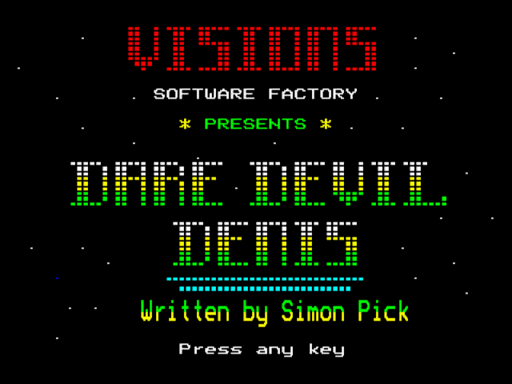 VISIONS
SOFTWARE FACTORY
* PRESENTS *
DARE DEVIL
DENIS
Written by Simon Pick
Press any key